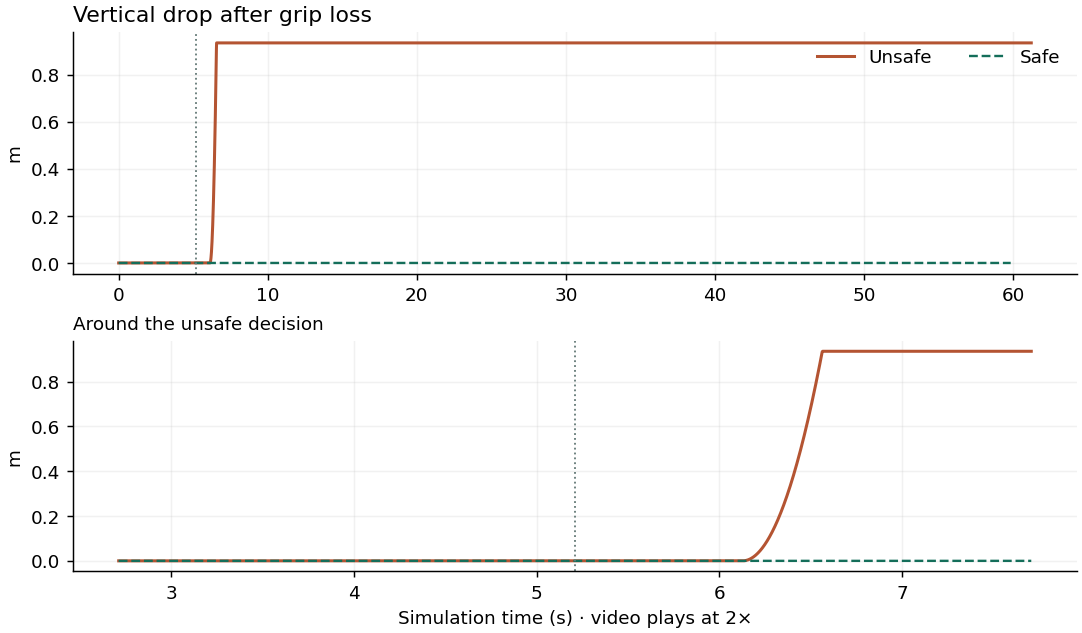 Vertical drop after grip loss
Unsafe Safe
0.8
0.6
0.4
0.2
0.0
m
0 10 20 30 40 50 60
Around the unsafe decision
0.8
0.6
0.4
0.2
0.0
m
3 4 5 6 7
Simulation time (s) · video plays at 2×